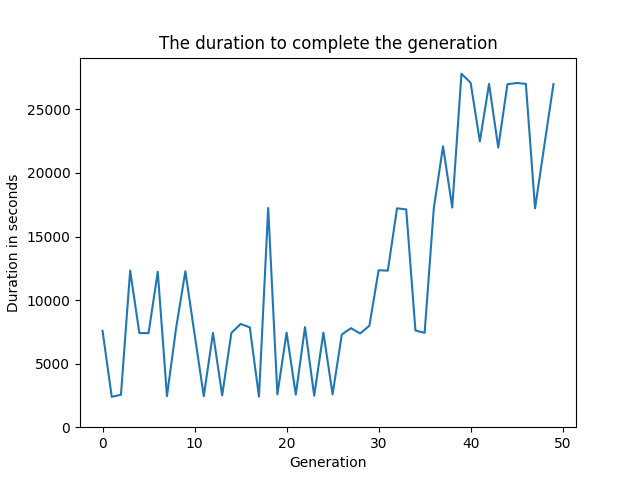 The duration to complete the generation
25000
20000
15000
10000
5000
0
Duration in seconds
0 10 20 30 40 50
Generation